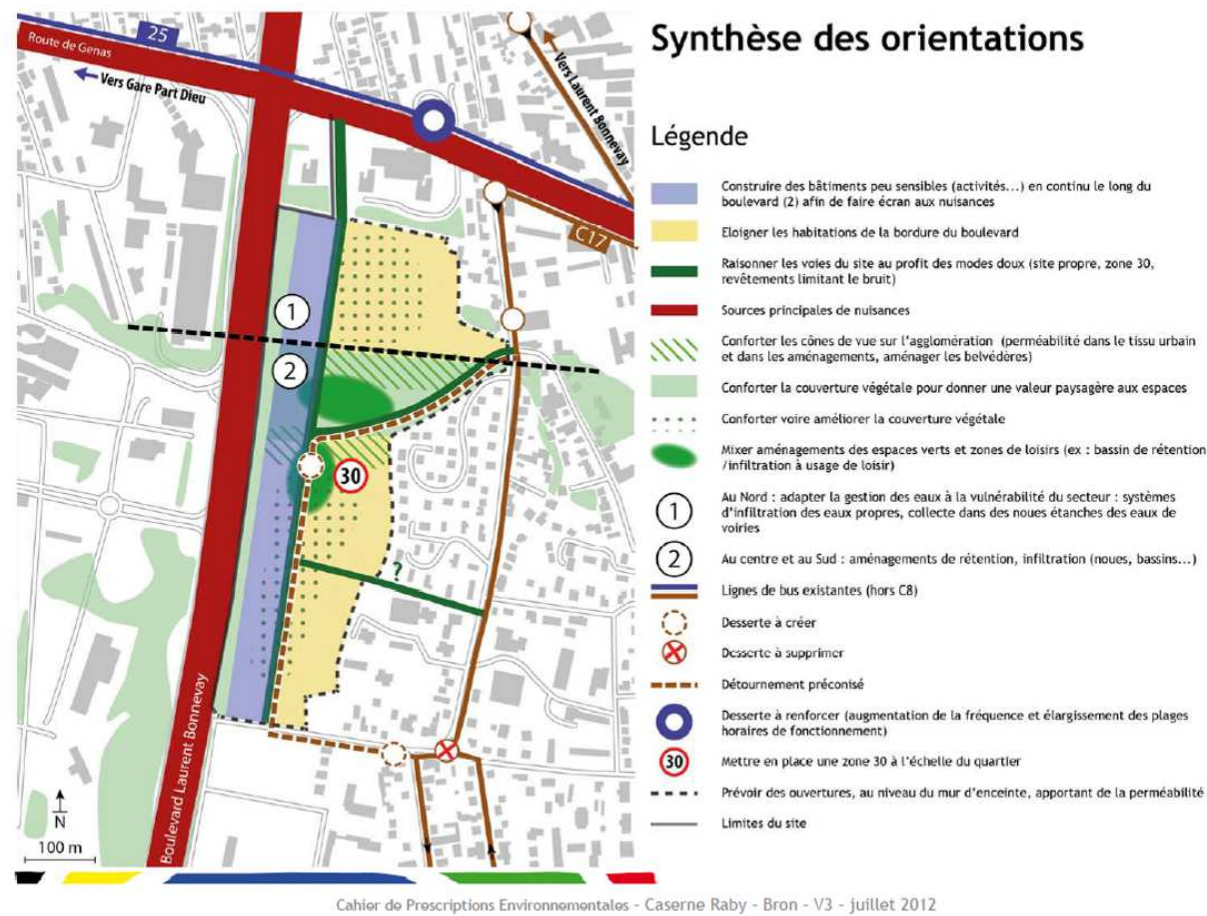 Synthèse des orientations
25
Route de Genas
Vers Gare Part Dieu
Vers Laurent Bonnevay
C17
1
2
30
?
Boulevard Laurent Bonnevay
N
100 m
Légende
Construire des bâtiments peu sensibles (activités...) en continu le long du
boulevard (2) afin de faire écran aux nuisances
Eloigner les habitations de la bordure du boulevard
Raisonner les voies du site au profit des modes doux (site propre, zone 30,
revêtements limitant le bruit)
Sources principales de nuisances
Conforter les cônes de vue sur l'agglomération (perméabilité dans le tissu urbain
et dans les aménagements, aménager les belvédères)
Conforter la couverture végétale pour donner une valeur paysagère aux espaces
Conforter voire améliorer la couverture végétale
Mixer aménagements des espaces verts et zones de loisirs (ex : bassin de rétention
/infiltration à usage de loisir)
1
Au Nord : adapter la gestion des eaux à la vulnérabilité du secteur : systèmes
d'infiltration des eaux propres, collecte dans des noues étanches des eaux de
voiries
2
Au centre et au Sud : aménagements de rétention, infiltration (noues, bassins...)
Lignes de bus existantes (hors C8)
Desserte à créer
Desserte à supprimer
Détournement préconisé
Desserte à renforcer (augmentation de la fréquence et élargissement des plages
horaires de fonctionnement)
30
Mettre en place une zone 30 à l'échelle du quartier
Prévoir des ouvertures, au niveau du mur d'enceinte, apportant de la perméabilité
Limites du site
Cahier de Prescriptions Environnementales - Caserne Raby - Bron - V3 - juillet 2012